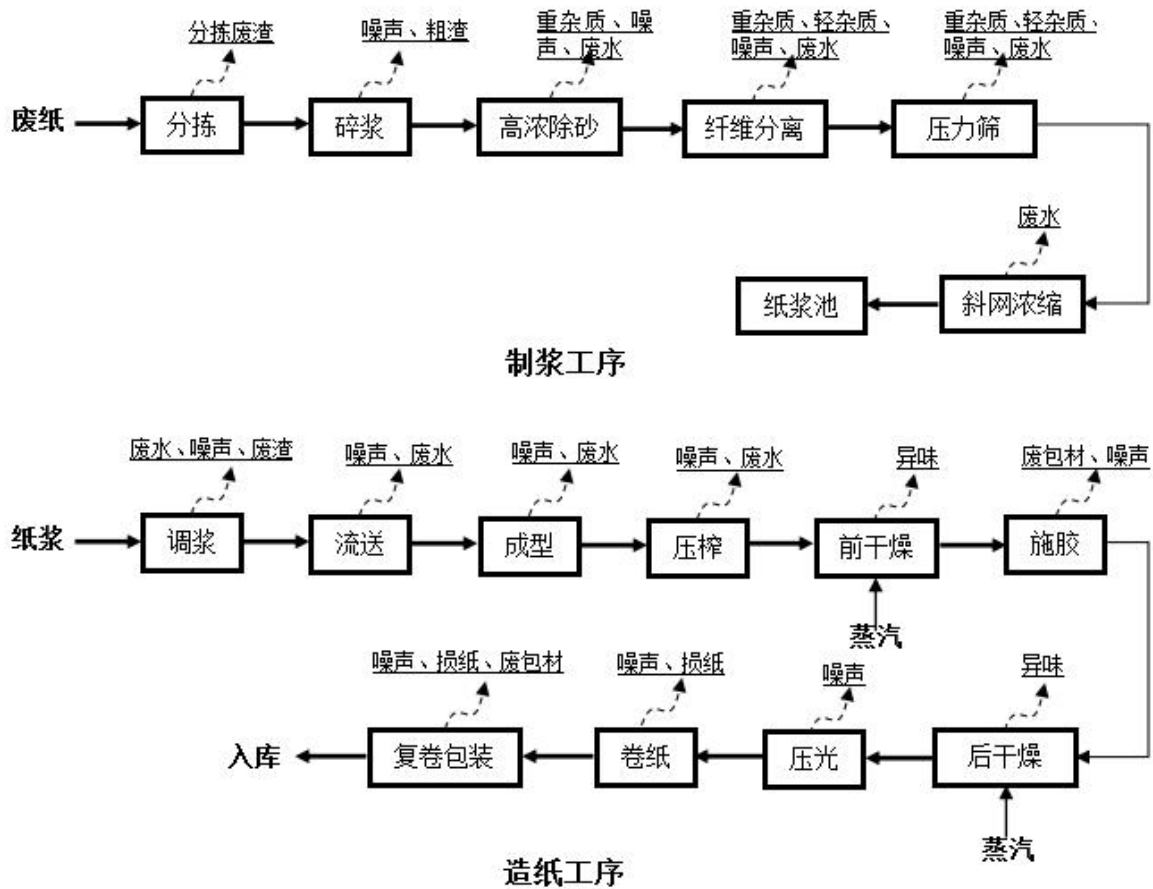 分拣废渣
噪声、粗渣
重杂质、噪
声、废水
重杂质、轻杂质、
噪声、废水
重杂质、轻杂质、
噪声、废水
废纸
分拣
碎浆
高浓除砂
纤维分离
压力筛
废水
纸浆池
斜网浓缩
制浆工序
废水、噪声、废渣
噪声、废水
噪声、废水
噪声、废水
异味
废包材、噪声
纸浆
调浆
流送
成型
压榨
前干燥
施胶
蒸汽
噪声、损纸、废包材
噪声、损纸
噪声
异味
入库
复卷包装
卷纸
压光
后干燥
蒸汽
造纸工序